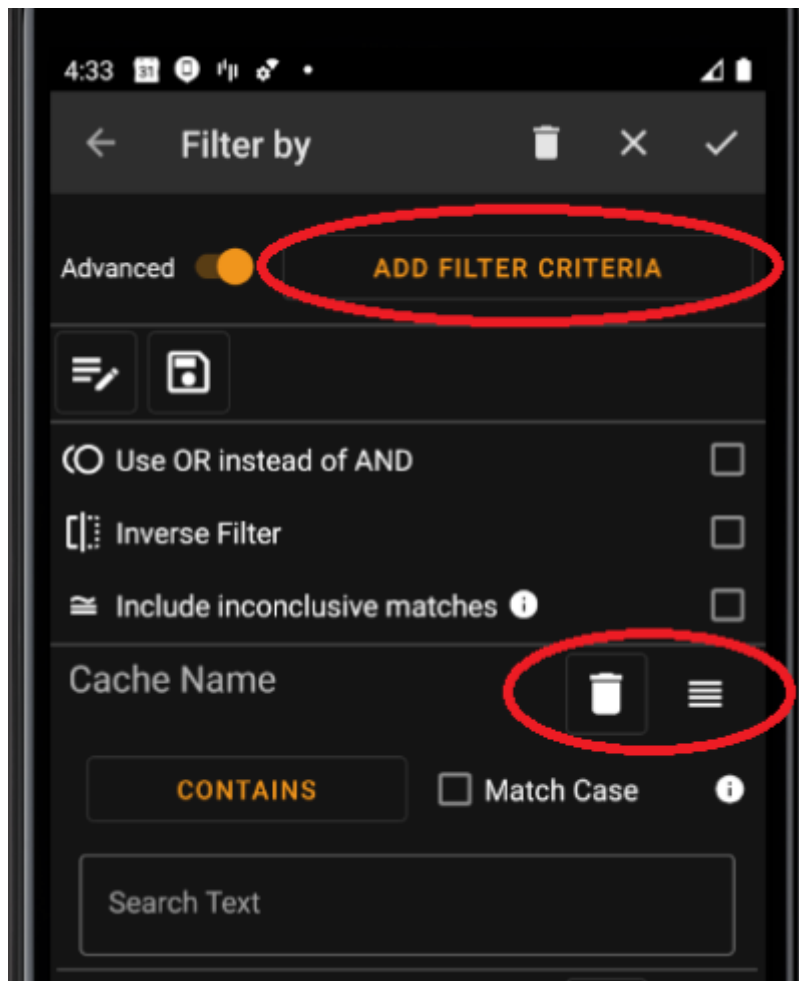 4:33 31
Filter by
Advanced ADD FILTER CRITERIA
Use OR instead of AND
Inverse Filter
Include inconclusive matches i
Cache Name
CONTAINS Match Case i
Search Text